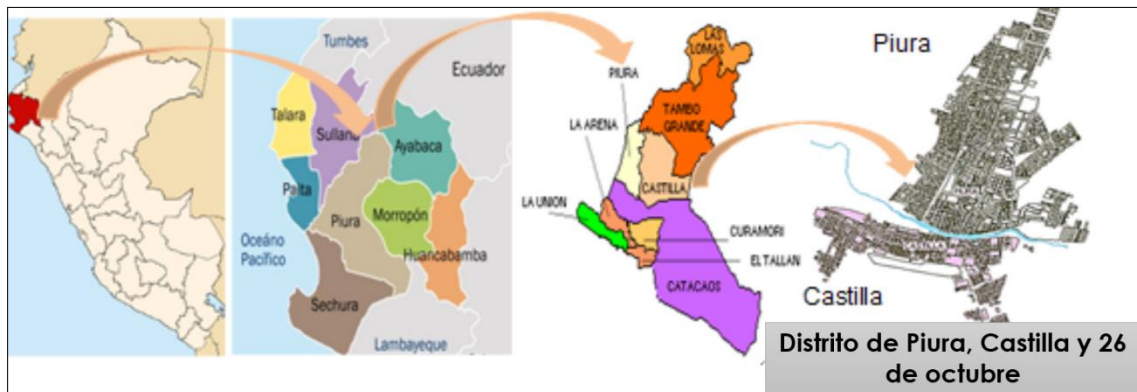 Tumbes
Ecuador
Talara
Sullana
Ayabaca
Paita
Piura
Morropón
Huancabamba
Oceáno
Pacífico
Sechura
Lambayeque
LAS
LOMAS
PIURA
TAMBO
GRANDE
LA ARENA
CASTILLA
LA UNION
CURAMORI
EL TALLAN
CATACAOS
Piura
Castilla
Distrito de Piura, Castilla y 26
de octubre